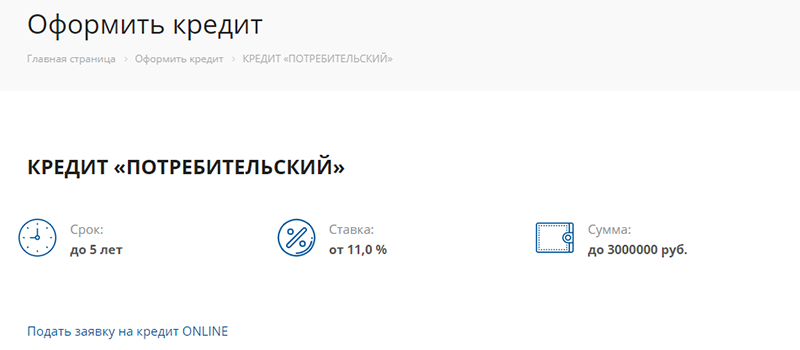 Оформить кредит
Главная страница › Оформить кредит › КРЕДИТ «ПОТРЕБИТЕЛЬСКИЙ»
КРЕДИТ «ПОТРЕБИТЕЛЬСКИЙ»
Срок:
до 5 лет
Ставка:
от 11,0 %
Сумма:
до 3000000 руб.
Подать заявку на кредит ONLINE